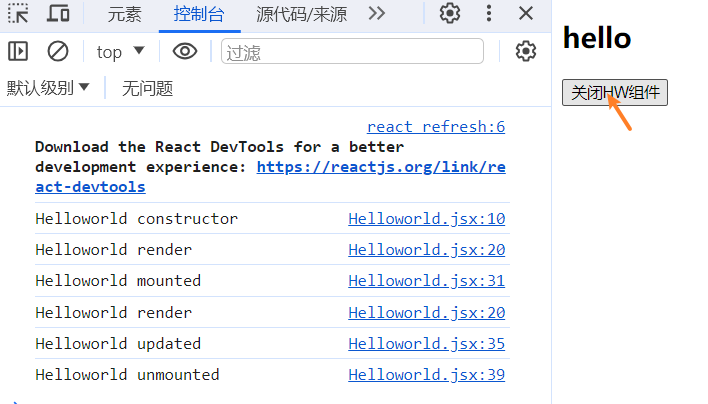 元素 控制台 源代码/来源
top 过滤
默认级别 无问题
react refresh:6
Download the React DevTools for a better
development experience: https://reactjs.org/link/re
act-devtools
Helloworld constructor Helloworld.jsx:10
Helloworld render Helloworld.jsx:20
Helloworld mounted Helloworld.jsx:31
Helloworld render Helloworld.jsx:20
Helloworld updated Helloworld.jsx:35
Helloworld unmounted Helloworld.jsx:39
hello
关闭HW组件